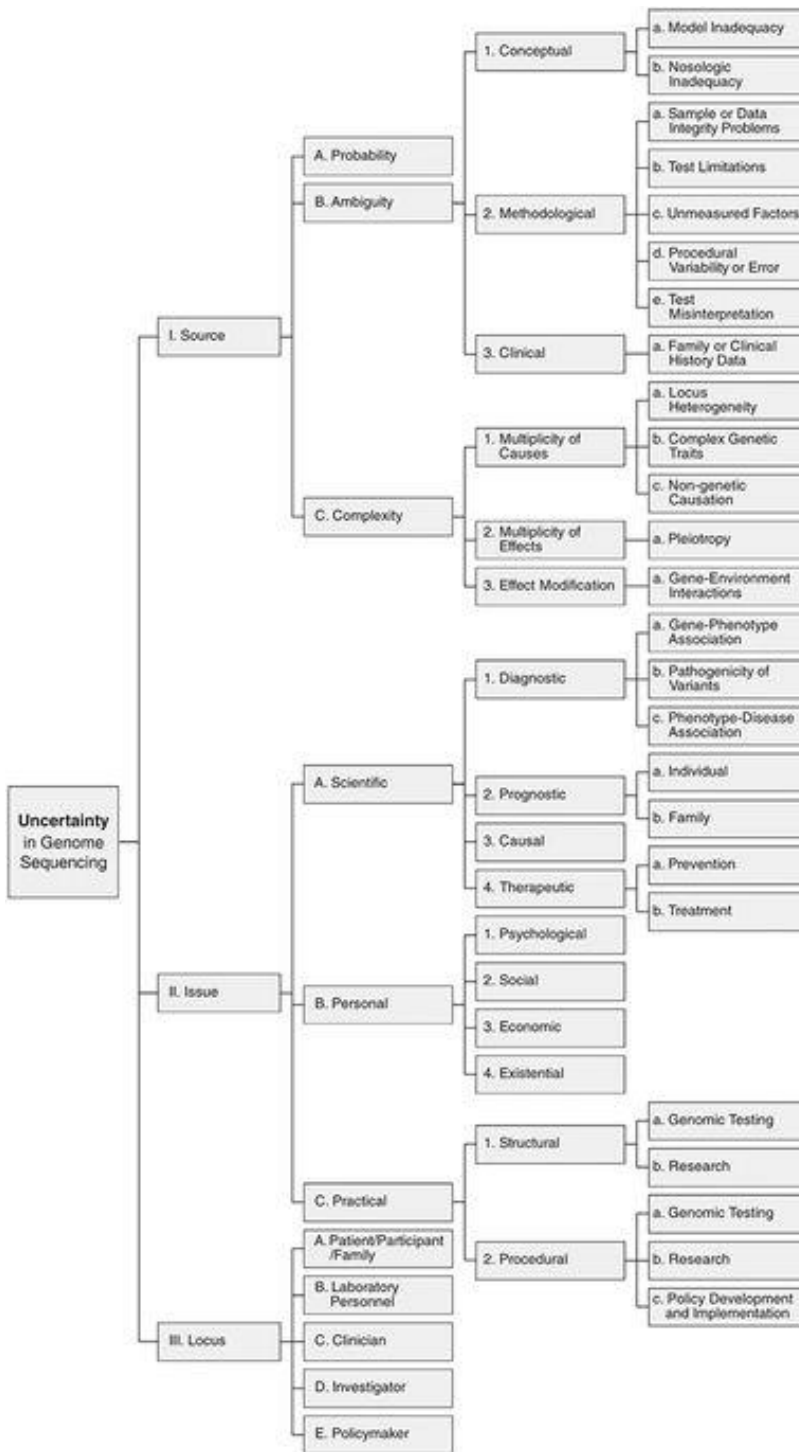 a. Model Inadequacy
1. Conceptual
b. Nosologic
Inadequacy
a. Sample or Data
Integrity Problems
A. Probability
b. Test Limitations
B. Ambiguity
2. Methodological
c. Unmeasured Factors
d. Procedural
Variability or Error
e. Test
Misinterpretation
I. Source
3. Clinical
a. Family or Clinical
History Data
a. Locus
Heterogeneity
1. Multiplicity of
Causes
b. Complex Genetic
Traits
c. Non-genetic
Causation
C. Complexity
2. Multiplicity of
Effects
a. Pleiotropy
3. Effect Modification
a. Gene-Environment
Interactions
a. Gene-Phenotype
Association
1. Diagnostic
b. Pathogenicity of
Variants
c. Phenotype-Disease
Association
A. Scientific
a. Individual
2. Prognostic
b. Family
Uncertainty
in Genome
Sequencing
3. Causal
a. Prevention
4. Therapeutic
b. Treatment
1. Psychological
II. Issue
2. Social
B. Personal
3. Economic
4. Existential
a. Genomic Testing
1. Structural
b. Research
C. Practical
a. Genomic Testing
2. Procedural
b. Research
c. Policy Development
and Implementation
A. Patient/Participant
/Family
B. Laboratory
Personnel
III. Locus
C. Clinician
D. Investigator
E. Policymaker